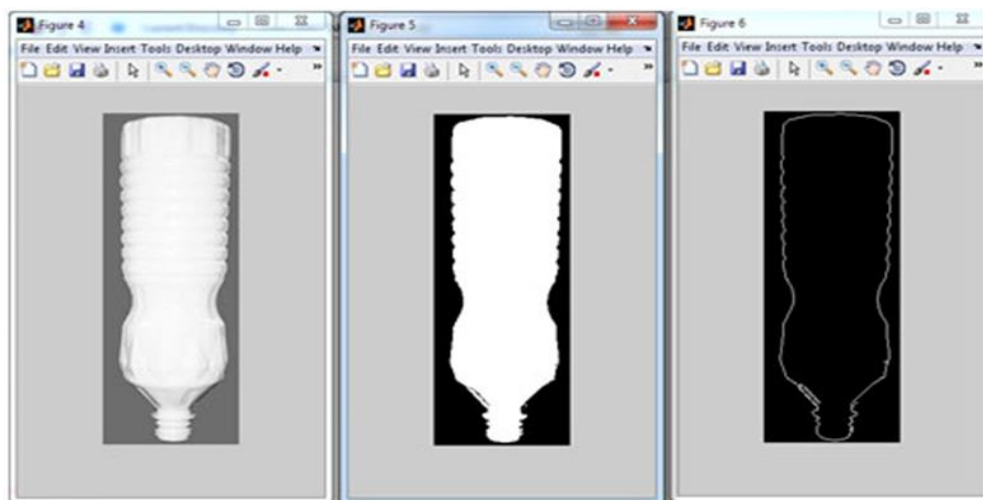 Figure 4
File Edit View Insert Tools Desktop Window Help
Figure 5
File Edit View Insert Tools Desktop Window Help
Figure 6
File Edit View Insert Tools Desktop Window Help